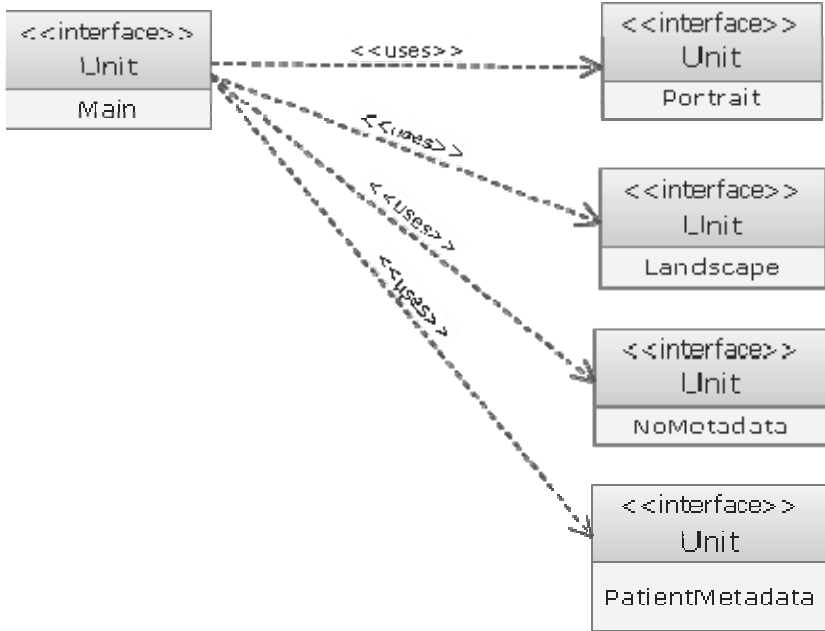 <<interface>>
Unit
Main
<<uses>>
<<interface>>
Unit
Portrait
<<uses>>
<<interface>>
Unit
Landscape
<<uses>>
<<interface>>
Unit
NoMetadata
<<uses>>
<<interface>>
Unit
PatientMetadata